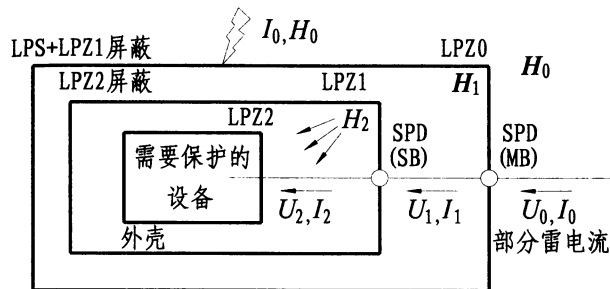 I₀,H₀
LPS+LPZ1屏蔽
LPZ0
H₀
LPZ2屏蔽
LPZ1
H₁
LPZ2
H₂
SPD
(SB)
SPD
(MB)
需要保护的
设备
U₂,I₂
U₁,I₁
U₀,I₀
外壳
部分雷电流